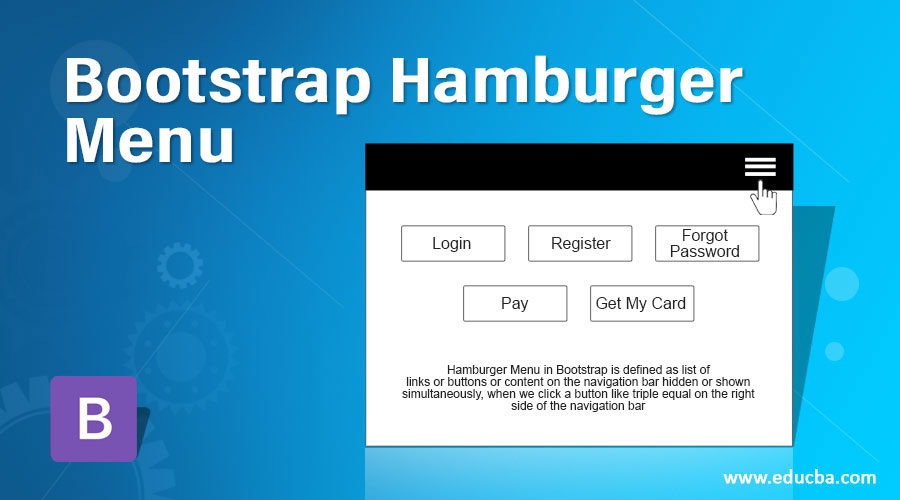 Bootstrap Hamburger
Menu
Login
Register
Forgot
Password
Pay
Get My Card
Hamburger Menu in Bootstrap is defined as list of
links or buttons or content on the navigation bar hidden or shown
simultaneously, when we click a button like triple equal on the right
side of the navigation bar
B
www.educba.com